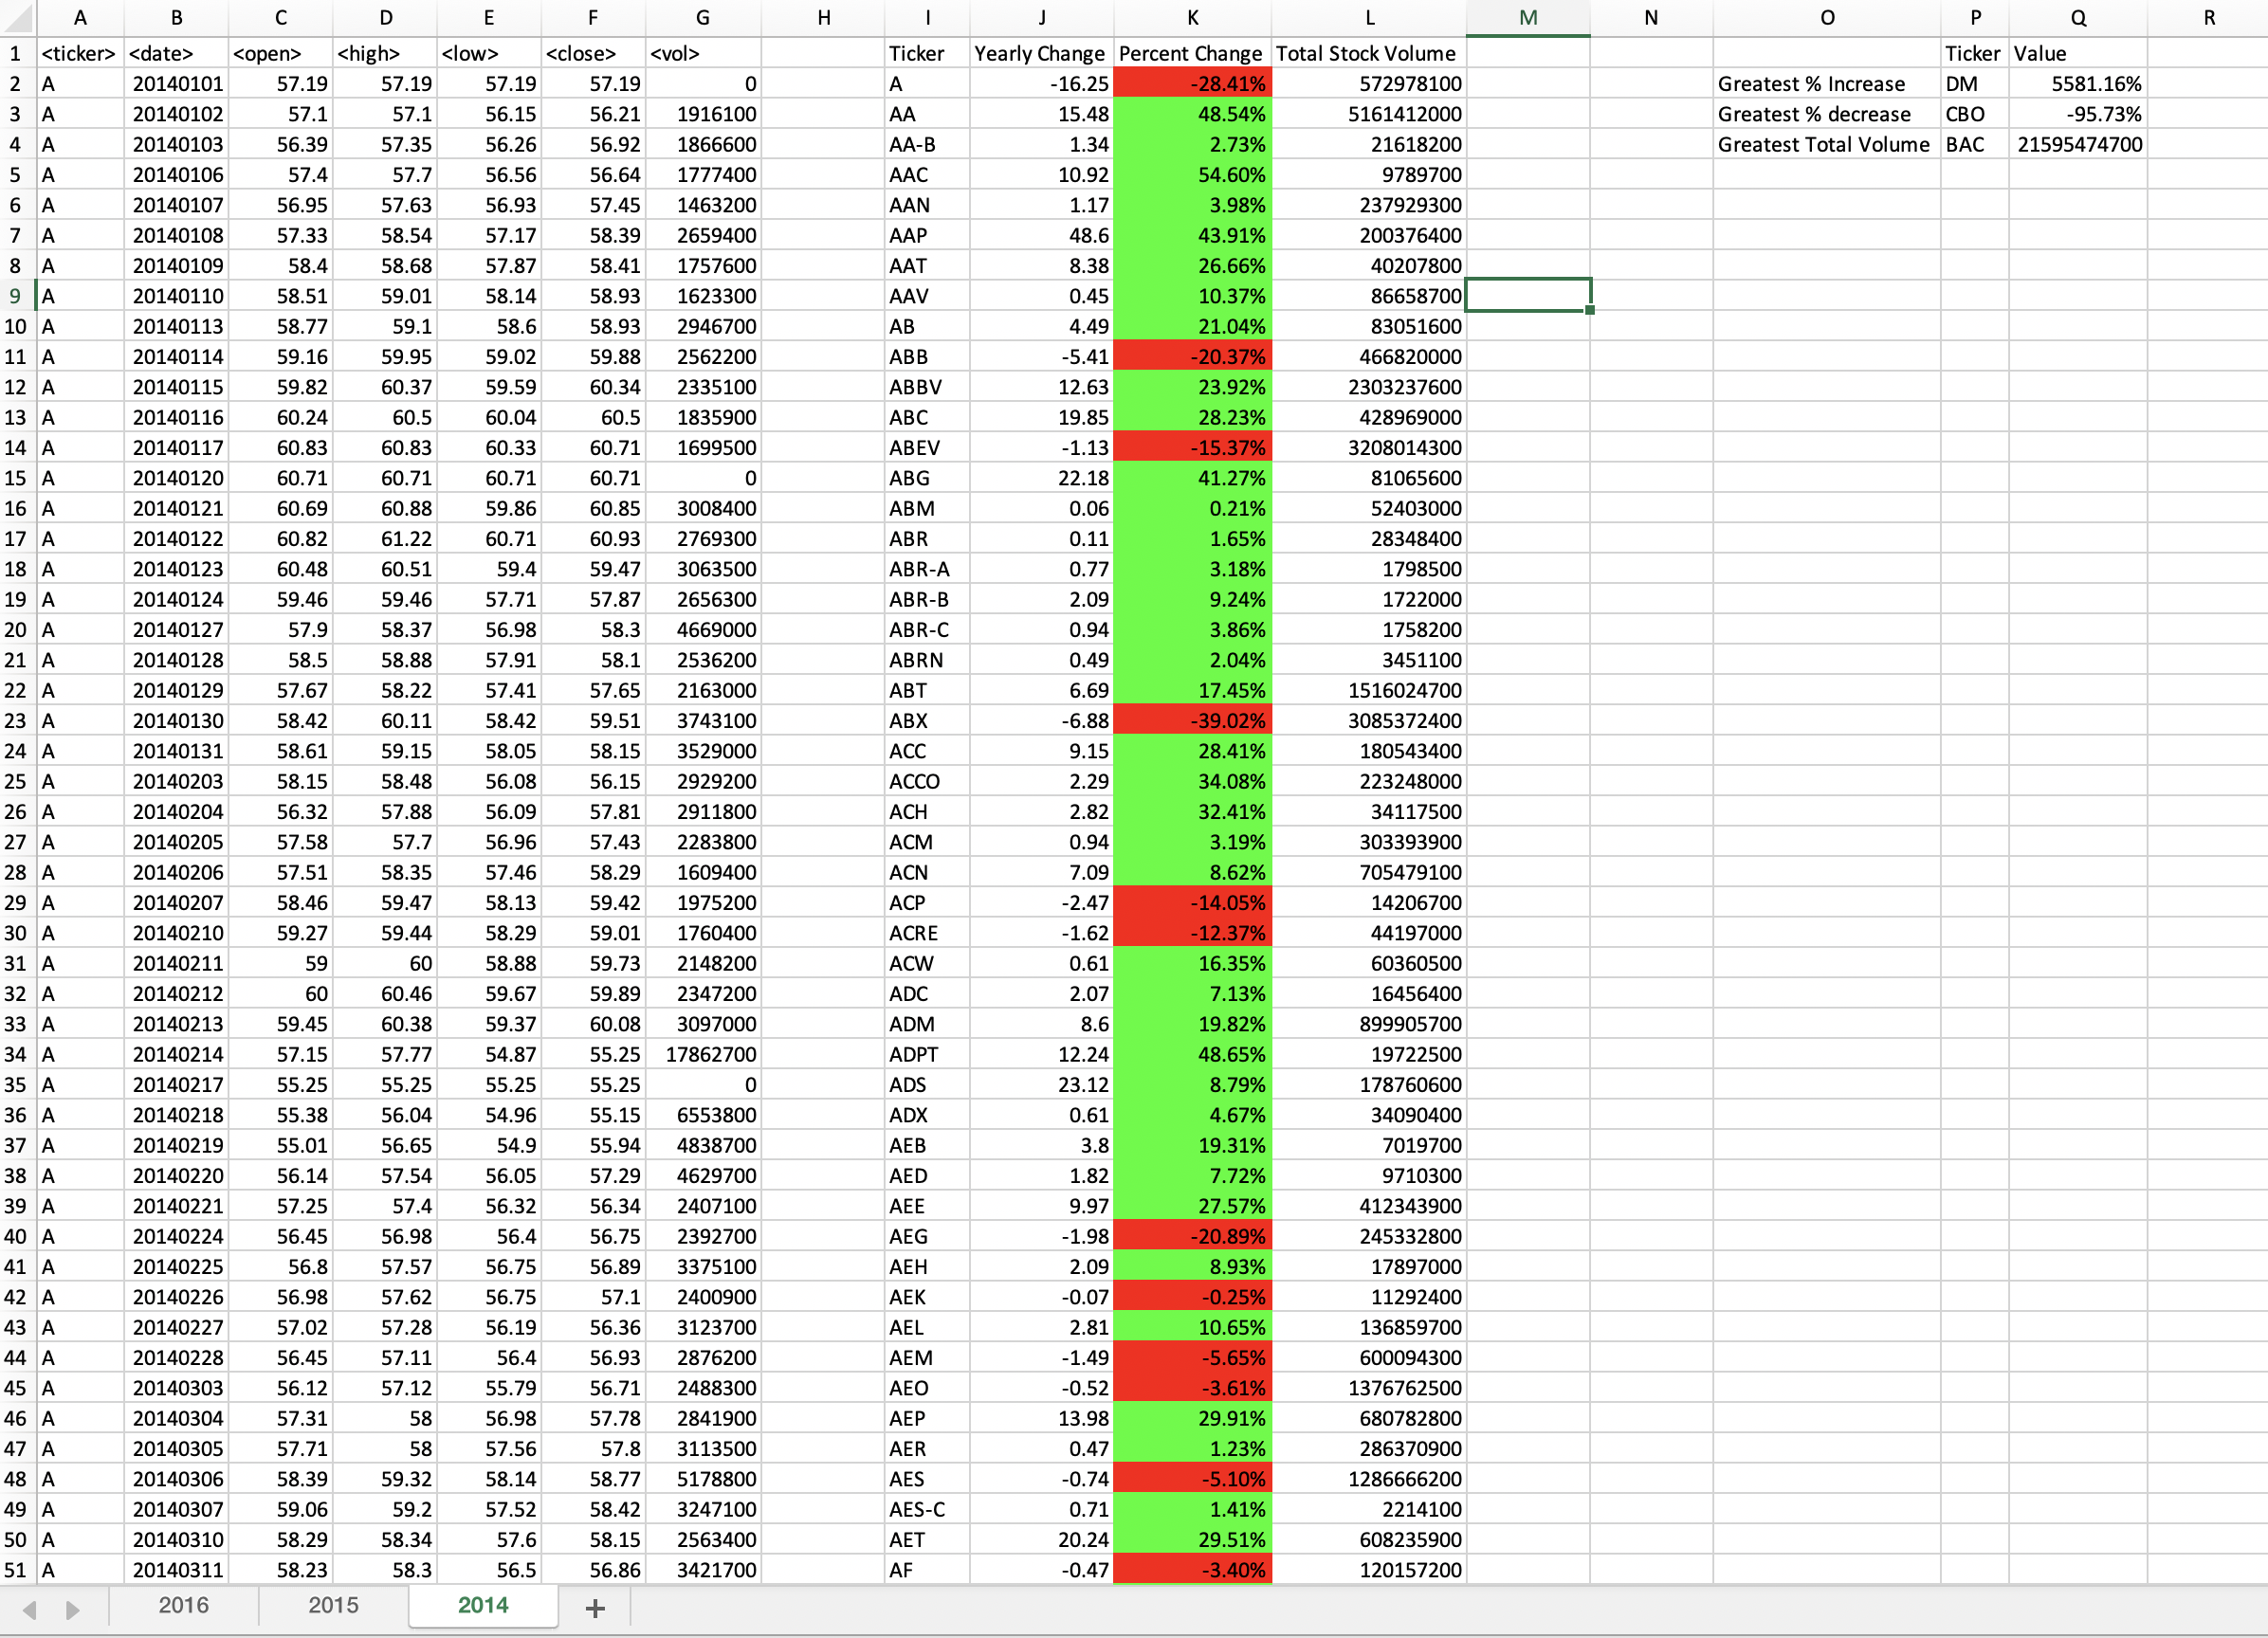 A B C D E F G H I J K L M N O P Q R
1 <ticker> <date> <open> <high> <low> <close> <vol> Ticker Yearly Change Percent Change Total Stock Volume Ticker Value
2 A 20140101 57.19 57.19 57.19 57.19 0 A -16.25 -28.41% 572978100 Greatest % Increase DM 5581.16%
3 A 20140102 57.1 57.1 56.15 56.21 1916100 AA 15.48 48.54% 5161412000 Greatest % decrease CBO -95.73%
4 A 20140103 56.39 57.35 56.26 56.92 1866600 AA-B 1.34 2.73% 21618200 Greatest Total Volume BAC 21595474700
5 A 20140106 57.4 57.7 56.56 56.64 1777400 AAC 10.92 54.60% 9789700
6 A 20140107 56.95 57.63 56.93 57.45 1463200 AAN 1.17 3.98% 237929300
7 A 20140108 57.33 58.54 57.17 58.39 2659400 AAP 48.6 43.91% 200376400
8 A 20140109 58.4 58.68 57.87 58.41 1757600 AAT 8.38 26.66% 40207800
9 A 20140110 58.51 59.01 58.14 58.93 1623300 AAV 0.45 10.37% 86658700
10 A 20140113 58.77 59.1 58.6 58.93 2946700 AB 4.49 21.04% 83051600
11 A 20140114 59.16 59.95 59.02 59.88 2562200 ABB -5.41 -20.37% 466820000
12 A 20140115 59.82 60.37 59.59 60.34 2335100 ABBV 12.63 23.92% 2303237600
13 A 20140116 60.24 60.5 60.04 60.5 1835900 ABC 19.85 28.23% 428969000
14 A 20140117 60.83 60.83 60.33 60.71 1699500 ABEV -1.13 -15.37% 3208014300
15 A 20140120 60.71 60.71 60.71 60.71 0 ABG 22.18 41.27% 81065600
16 A 20140121 60.69 60.88 59.86 60.85 3008400 ABM 0.06 0.21% 52403000
17 A 20140122 60.82 61.22 60.71 60.93 2769300 ABR 0.11 1.65% 28348400
18 A 20140123 60.48 60.51 59.4 59.47 3063500 ABR-A 0.77 3.18% 1798500
19 A 20140124 59.46 59.46 57.71 57.87 2656300 ABR-B 2.09 9.24% 1722000
20 A 20140127 57.9 58.37 56.98 58.3 4669000 ABR-C 0.94 3.86% 1758200
21 A 20140128 58.5 58.88 57.91 58.1 2536200 ABRN 0.49 2.04% 3451100
22 A 20140129 57.67 58.22 57.41 57.65 2163000 ABT 6.69 17.45% 1516024700
23 A 20140130 58.42 60.11 58.42 59.51 3743100 ABX -6.88 -39.02% 3085372400
24 A 20140131 58.61 59.15 58.05 58.15 3529000 ACC 9.15 28.41% 180543400
25 A 20140203 58.15 58.48 56.08 56.15 2929200 ACCO 2.29 34.08% 223248000
26 A 20140204 56.32 57.88 56.09 57.81 2911800 ACH 2.82 32.41% 34117500
27 A 20140205 57.58 57.7 56.96 57.43 2283800 ACM 0.94 3.19% 303393900
28 A 20140206 57.51 58.35 57.46 58.29 1609400 ACN 7.09 8.62% 705479100
29 A 20140207 58.46 59.47 58.13 59.42 1975200 ACP -2.47 -14.05% 14206700
30 A 20140210 59.27 59.44 58.29 59.01 1760400 ACRE -1.62 -12.37% 44197000
31 A 20140211 59 60 58.88 59.73 2148200 ACW 0.61 16.35% 60360500
32 A 20140212 60 60.46 59.67 59.89 2347200 ADC 2.07 7.13% 16456400
33 A 20140213 59.45 60.38 59.37 60.08 3097000 ADM 8.6 19.82% 899905700
34 A 20140214 57.15 57.77 54.87 55.25 17862700 ADPT 12.24 48.65% 19722500
35 A 20140217 55.25 55.25 55.25 55.25 0 ADS 23.12 8.79% 178760600
36 A 20140218 55.38 56.04 54.96 55.15 6553800 ADX 0.61 4.67% 34090400
37 A 20140219 55.01 56.65 54.9 55.94 4838700 AEB 3.8 19.31% 7019700
38 A 20140220 56.14 57.54 56.05 57.29 4629700 AED 1.82 7.72% 9710300
39 A 20140221 57.25 57.4 56.32 56.34 2407100 AEE 9.97 27.57% 412343900
40 A 20140224 56.45 56.98 56.4 56.75 2392700 AEG -1.98 -20.89% 245332800
41 A 20140225 56.8 57.57 56.75 56.89 3375100 AEH 2.09 8.93% 17897000
42 A 20140226 56.98 57.62 56.75 57.1 2400900 AEK -0.07 -0.25% 11292400
43 A 20140227 57.02 57.28 56.19 56.36 3123700 AEL 2.81 10.65% 136859700
44 A 20140228 56.45 57.11 56.4 56.93 2876200 AEM -1.49 -5.65% 600094300
45 A 20140303 56.12 57.12 55.79 56.71 2488300 AEO -0.52 -3.61% 1376762500
46 A 20140304 57.31 58 56.98 57.78 2841900 AEP 13.98 29.91% 680782800
47 A 20140305 57.71 58 57.56 57.8 3113500 AER 0.47 1.23% 286370900
48 A 20140306 58.39 59.32 58.14 58.77 5178800 AES -0.74 -5.10% 1286666200
49 A 20140307 59.06 59.2 57.52 58.42 3247100 AES-C 0.71 1.41% 2214100
50 A 20140310 58.29 58.34 57.6 58.15 2563400 AET 20.24 29.51% 608235900
51 A 20140311 58.23 58.3 56.5 56.86 3421700 AF -0.47 -3.40% 120157200
2016 2015 2014 +